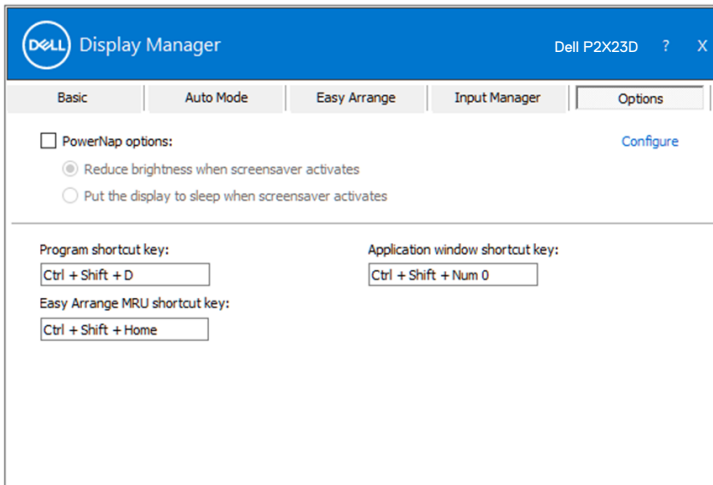 DELL Display Manager Dell P2X23D ? X
Basic Auto Mode Easy Arrange Input Manager Options
PowerNap options: Configure
Reduce brightness when screensaver activates
Put the display to sleep when screensaver activates
Program shortcut key: Application window shortcut key:
Ctrl + Shift + D Ctrl + Shift + Num 0
Easy Arrange MRU shortcut key:
Ctrl + Shift + Home